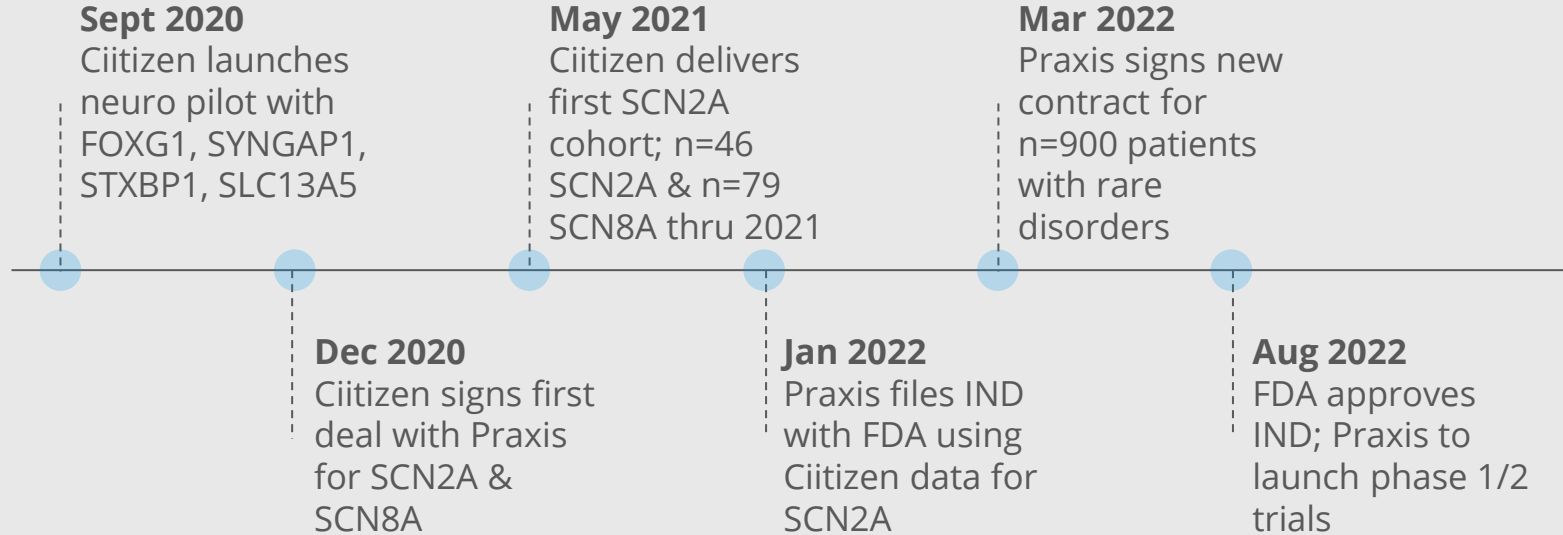 Sept 2020
Ciitizen launches
neuro pilot with
FOXG1, SYNGAP1,
STXBP1, SLC13A5
Dec 2020
Ciitizen signs first
deal with Praxis
for SCN2A &
SCN8A
May 2021
Ciitizen delivers
first SCN2A
cohort; n=46
SCN2A & n=79
SCN8A thru 2021
Jan 2022
Praxis files IND
with FDA using
Ciitizen data for
SCN2A
Mar 2022
Praxis signs new
contract for
n=900 patients
with rare
disorders
Aug 2022
FDA approves
IND; Praxis to
launch phase 1/2
trials